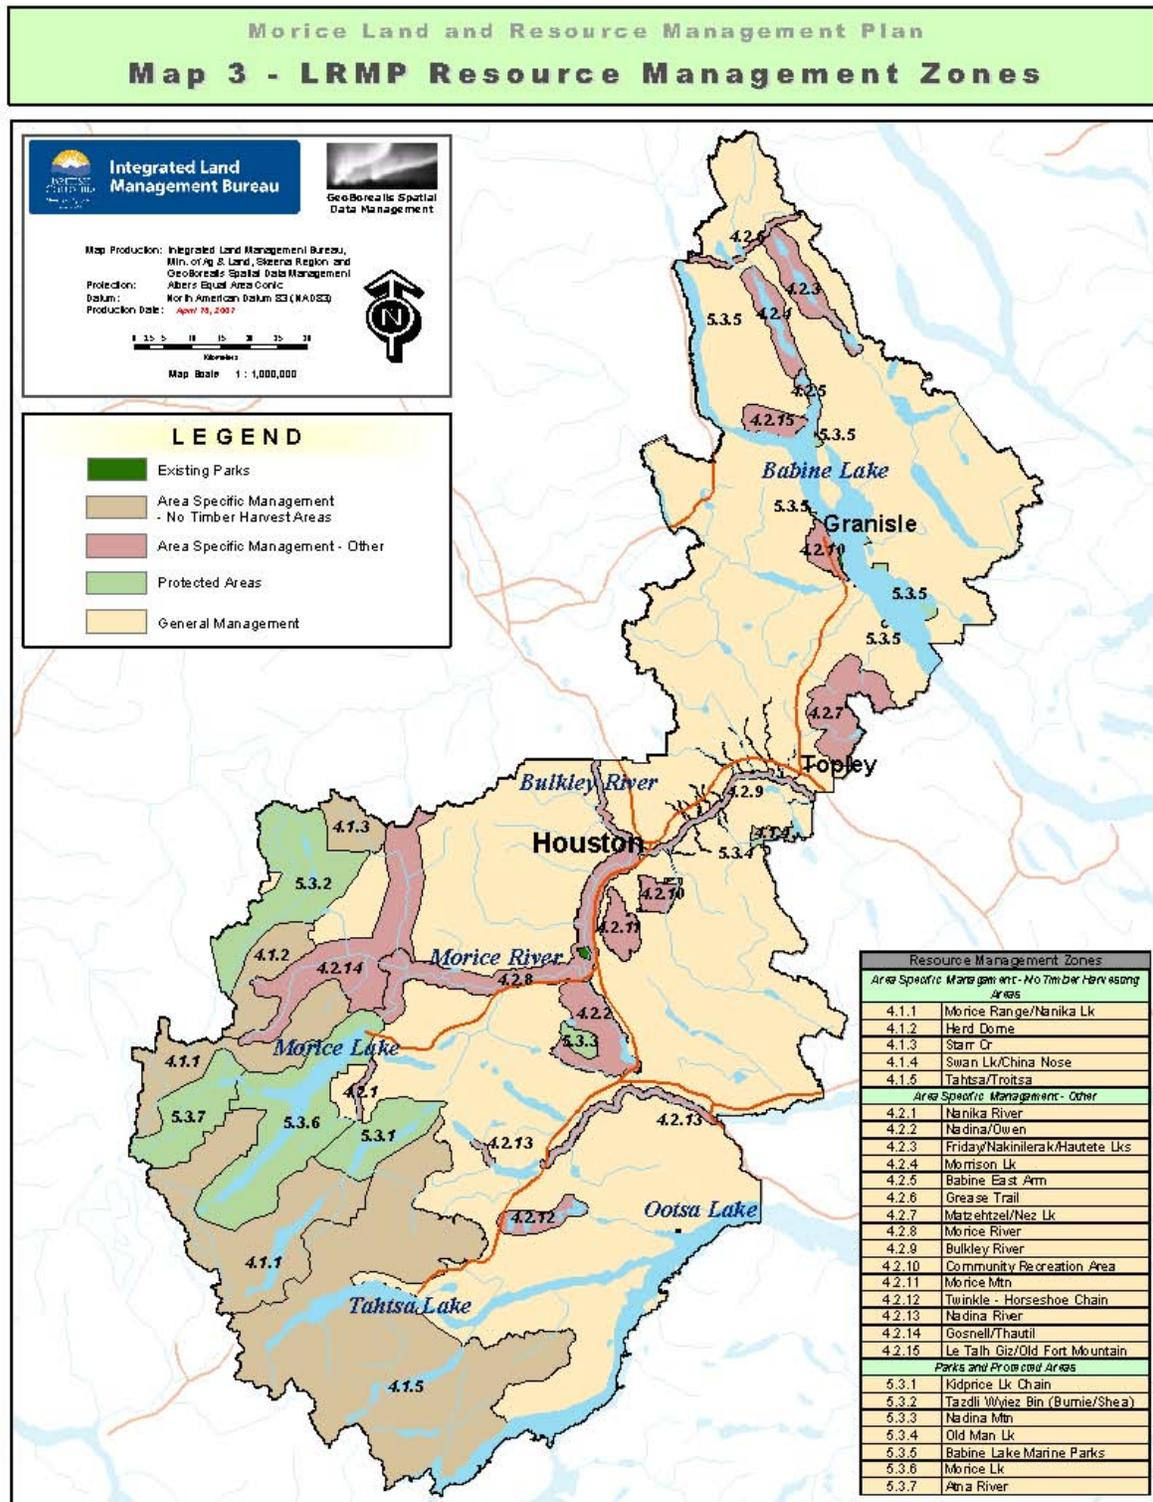 Morice Land and Resource Management Plan
Map 3 - LRMP Resource Management Zones
Integrated Land
Management Bureau
GeoBorealis Spatial
Data Management
Map Production: Integrated Land Management Bureau,
Min. of Ag & Land, Skeena Region and
GeoBorealis Spatial Data Management
Projection: Albers Equal Area Conic
Datum: North American Datum 83 (NAD83)
Production Date:
N
Kilometers
Map Scale 1 : 1,000,000
LEGEND
Existing Parks
Area Specific Management
- No Timber Harvest Areas
Area Specific Management - Other
Protected Areas
General Management
4.2.6
4.2.3
5.3.5
4.2.4
4.2.5
4.2.15
5.3.5
Babine Lake
5.3.5
Granisle
4.2.10
5.3.5
5.3.5
4.2.7
Topley
Bulkley River
4.2.9
4.1.3
Houston
4.1.4
5.3.4
5.3.2
4.2.10
4.2.11
4.1.2
4.2.14
Morice River
4.2.8
4.2.2
5.3.3
4.1.1
Morice Lake
4.2.1
5.3.7
5.3.6
5.3.1
4.2.13
4.2.13
4.2.12
Ootsa Lake
4.1.1
Tahtsa Lake
4.1.5
Resource Management Zones
Area Specific Management - No Timber Harvesting
Areas
4.1.1 Morice Range/Nanika Lk
4.1.2 Herd Dome
4.1.3 Starr Cr
4.1.4 Swan Lk/China Nose
4.1.5 Tahtsa/Troitsa
Area Specific Management - Other
4.2.1 Nanika River
4.2.2 Nadina/Owen
4.2.3 Friday/Nakinilerak/Hautete Lks
4.2.4 Morrison Lk
4.2.5 Babine East Arm
4.2.6 Grease Trail
4.2.7 Matzehtzel/Nez Lk
4.2.8 Morice River
4.2.9 Bulkley River
4.2.10 Community Recreation Area
4.2.11 Morice Mtn
4.2.12 Twinkle - Horseshoe Chain
4.2.13 Nadina River
4.2.14 Gosnell/Thautil
4.2.15 Le Talh Giz/Old Fort Mountain
Parks and Protected Areas
5.3.1 Kidprice Lk Chain
5.3.2 Tazdli Wyiez Bin (Burnie/Shea)
5.3.3 Nadina Mtn
5.3.4 Old Man Lk
5.3.5 Babine Lake Marine Parks
5.3.6 Morice Lk
5.3.7 Atna River